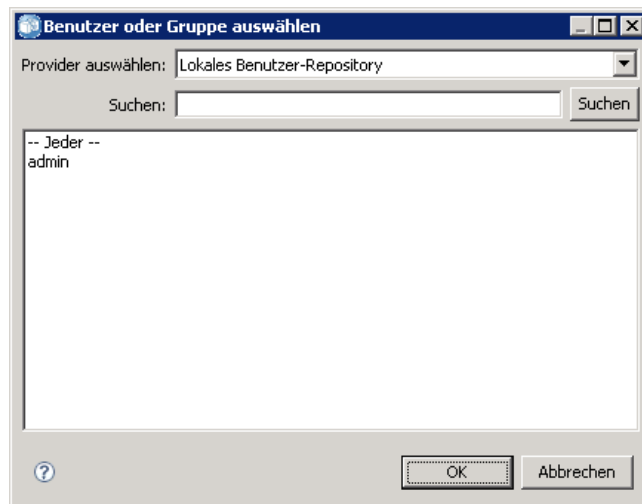 Benutzer oder Gruppe auswählen
Provider auswählen: Lokales Benutzer-Repository
Suchen: Suchen
-- Jeder --
admin
? OK Abbrechen